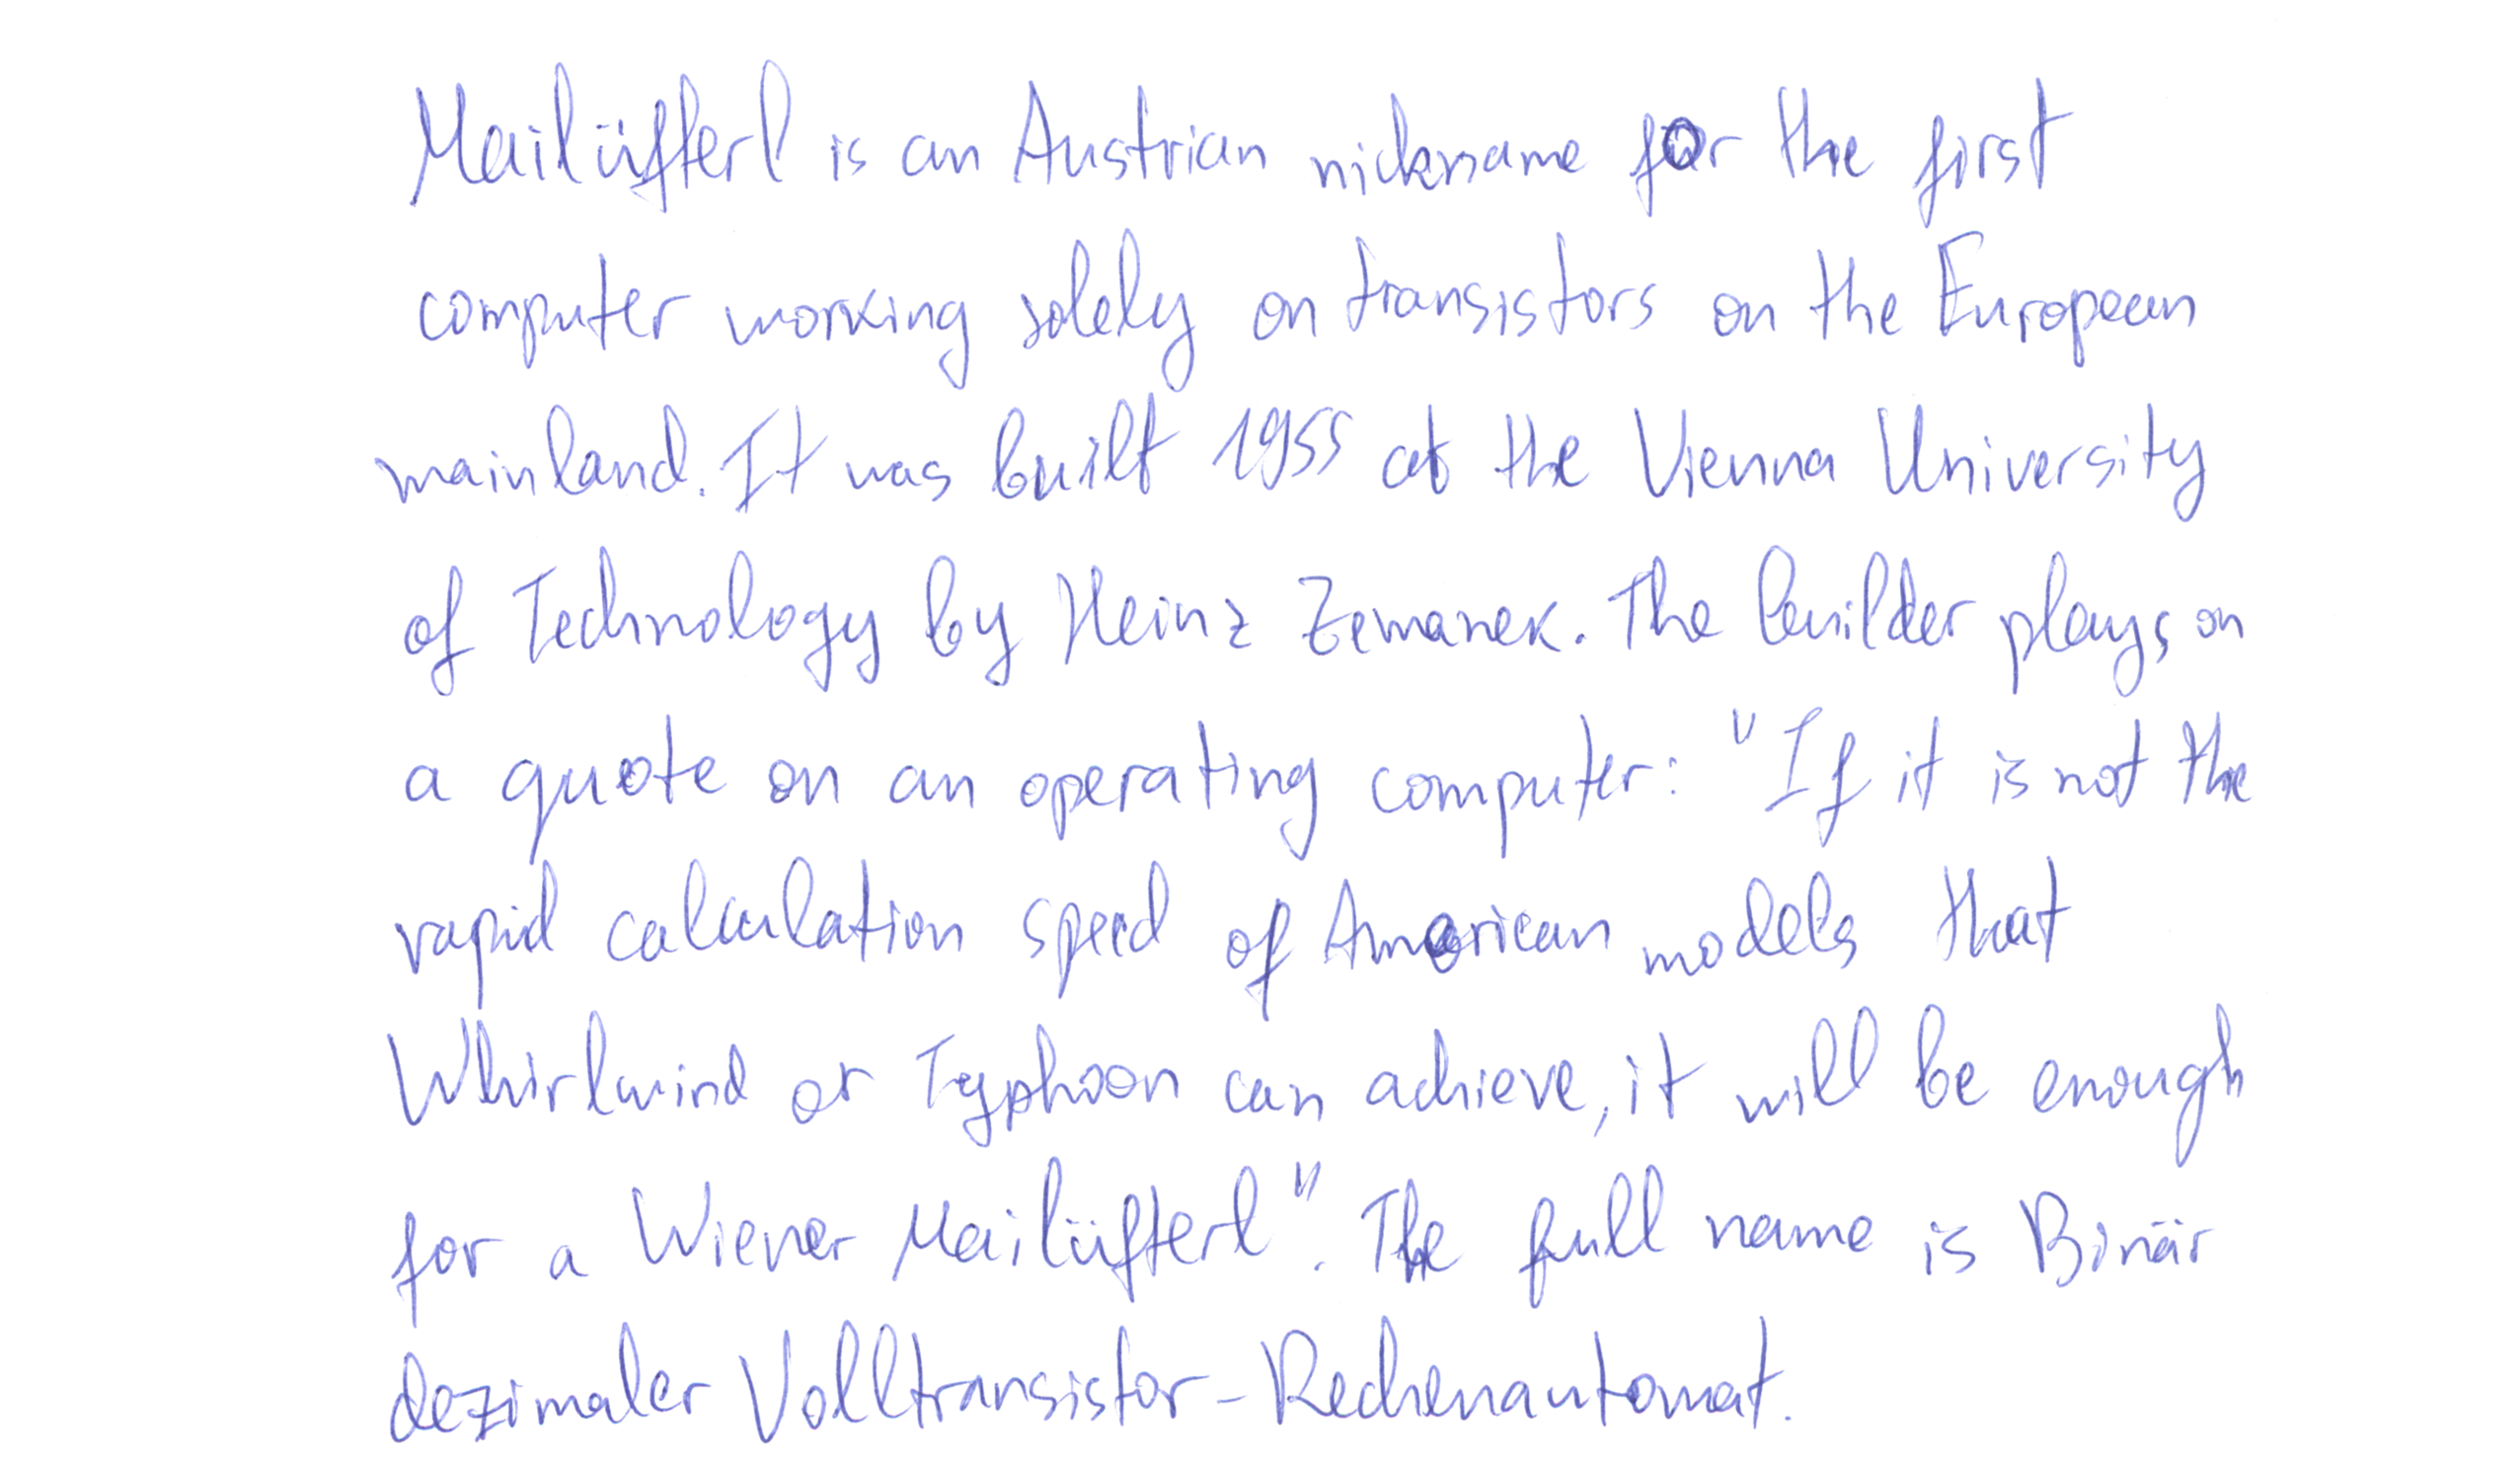 Mailüfterl is an Austrian nickname for the first
computer working solely on transistors on the European
mainland. It was built 1955 at the Vienna University
of Technology by Heinz Zemanek. The builder plays on
a quote on an operating computer: "If it is not the
rapid calculation speed of American models that
Whirlwind or Typhoon can achieve, it will be enough
for a Wiener Mailüfterl". The full name is Binär
dezimaler Volltransistor-Rechenautomat.